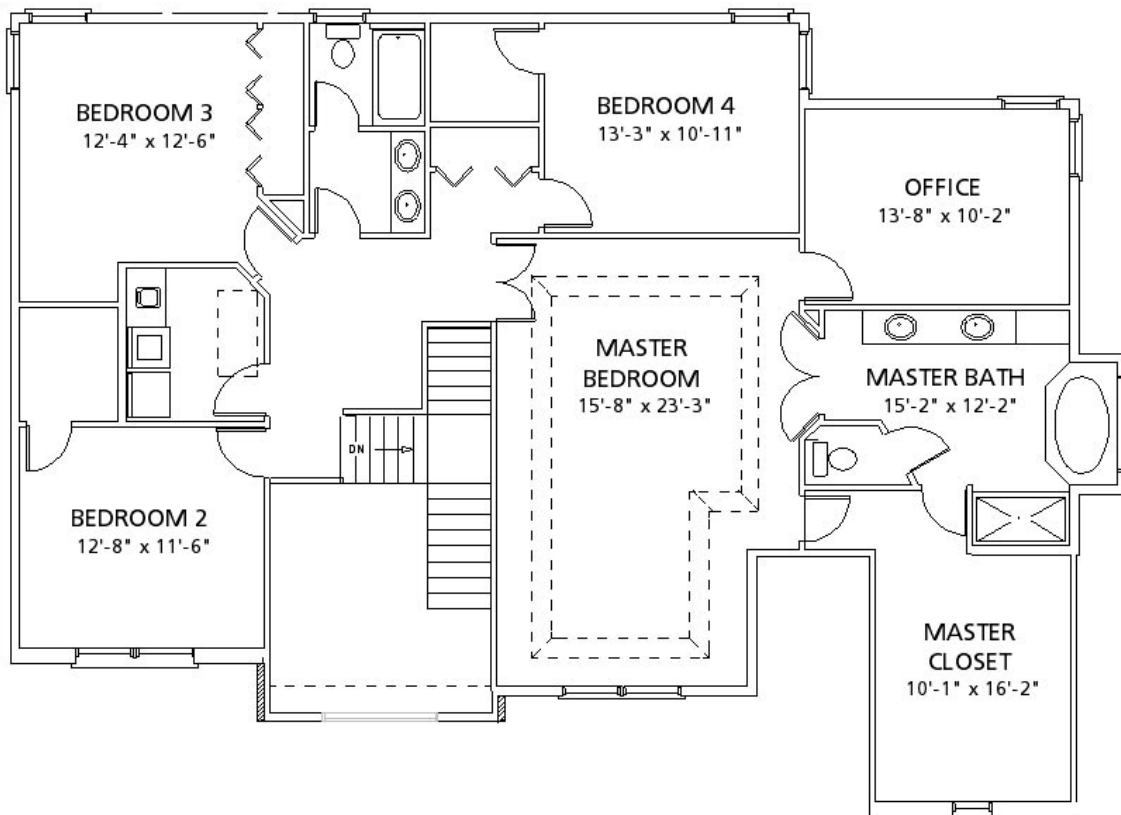 BEDROOM 3
12'-4" x 12'-6"
BEDROOM 4
13'-3" x 10'-11"
OFFICE
13'-8" x 10'-2"
MASTER
BEDROOM
15'-8" x 23'-3"
MASTER BATH
15'-2" x 12'-2"
DN
BEDROOM 2
12'-8" x 11'-6"
MASTER
CLOSET
10'-1" x 16'-2"